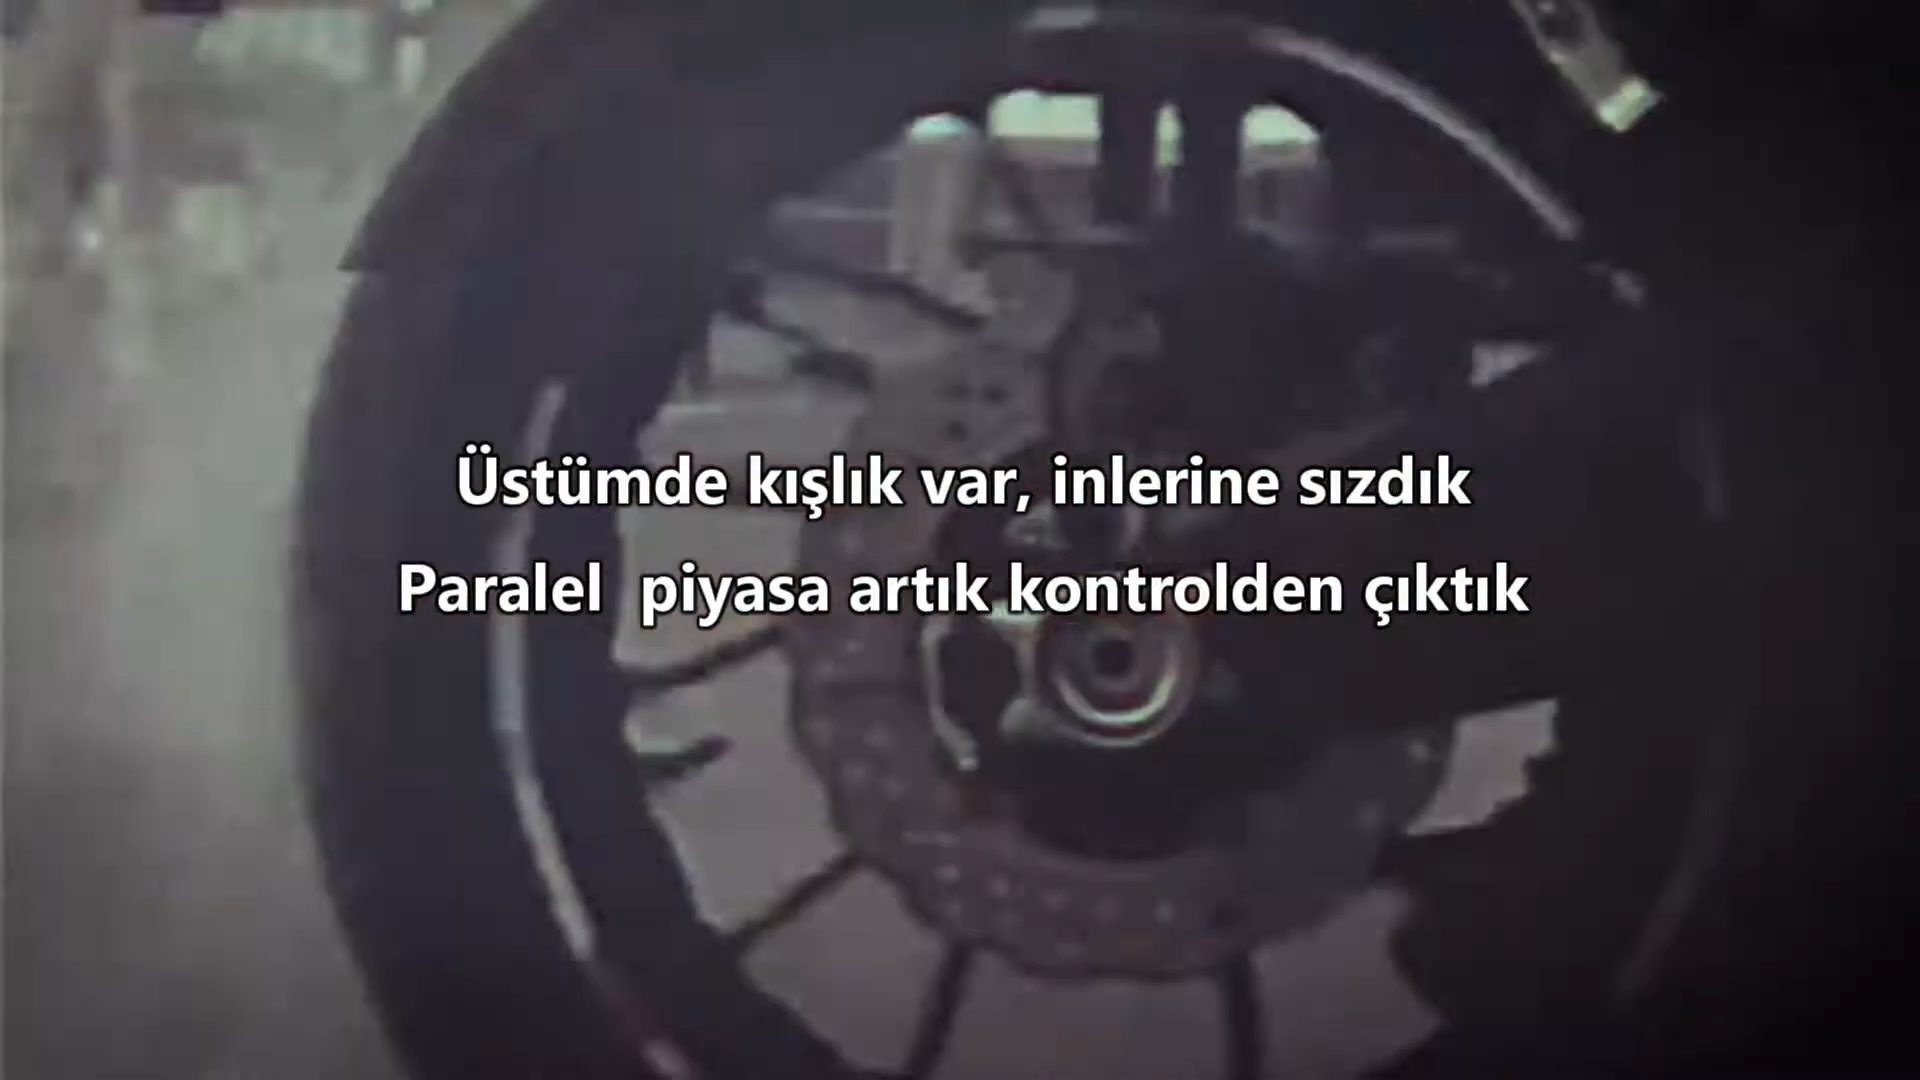 Üstümde kışlık var, inlerine sızdık
Paralel  piyasa artık kontrolden çıktık